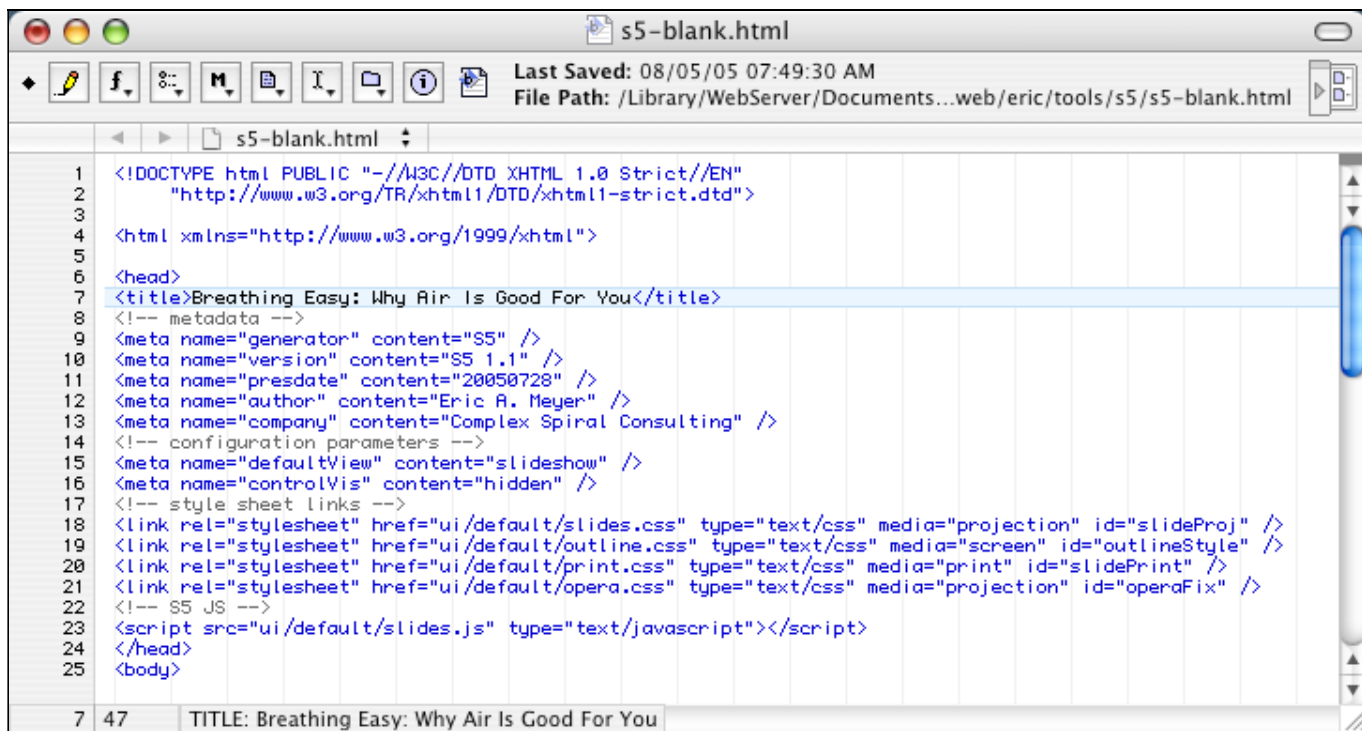 s5-blank.html
Last Saved: 08/05/05 07:49:30 AM
File Path: /Library/WebServer/Documents...web/eric/tools/s5/s5-blank.html
s5-blank.html
1 <!DOCTYPE html PUBLIC "-//W3C//DTD XHTML 1.0 Strict//EN"
2 "http://www.w3.org/TR/xhtml1/DTD/xhtml1-strict.dtd">
3
4 <html xmlns="http://www.w3.org/1999/xhtml">
5
6 <head>
7 <title>Breathing Easy: Why Air Is Good For You</title>
8 <!-- metadata -->
9 <meta name="generator" content="S5" />
10 <meta name="version" content="S5 1.1" />
11 <meta name="presdate" content="20050728" />
12 <meta name="author" content="Eric A. Meyer" />
13 <meta name="company" content="Complex Spiral Consulting" />
14 <!-- configuration parameters -->
15 <meta name="defaultView" content="slideshow" />
16 <meta name="controlVis" content="hidden" />
17 <!-- style sheet links -->
18 <link rel="stylesheet" href="ui/default/slides.css" type="text/css" media="projection" id="slideProj" />
19 <link rel="stylesheet" href="ui/default/outline.css" type="text/css" media="screen" id="outlineStyle" />
20 <link rel="stylesheet" href="ui/default/print.css" type="text/css" media="print" id="slidePrint" />
21 <link rel="stylesheet" href="ui/default/opera.css" type="text/css" media="projection" id="operaFix" />
22 <!-- S5 JS -->
23 <script src="ui/default/slides.js" type="text/javascript"></script>
24 </head>
25 <body>
7 47 TITLE: Breathing Easy: Why Air Is Good For You